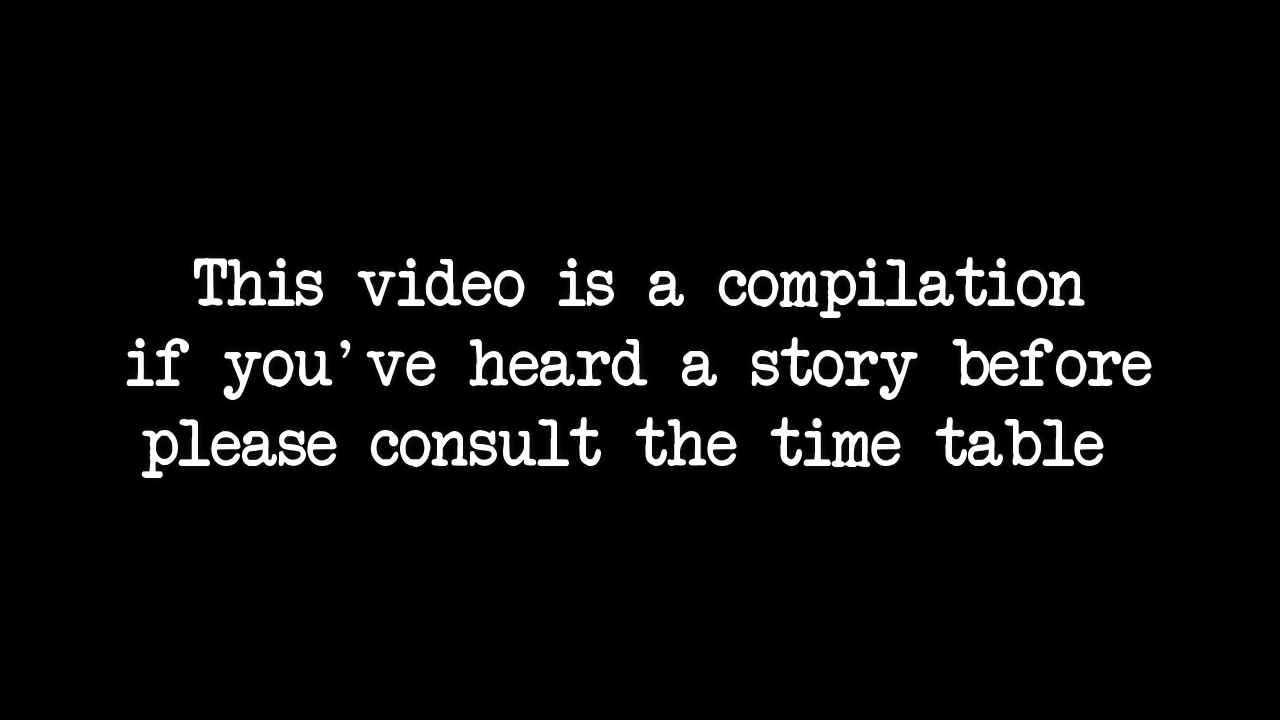 This video is a compilation
if you've heard a story before
please consult the time table